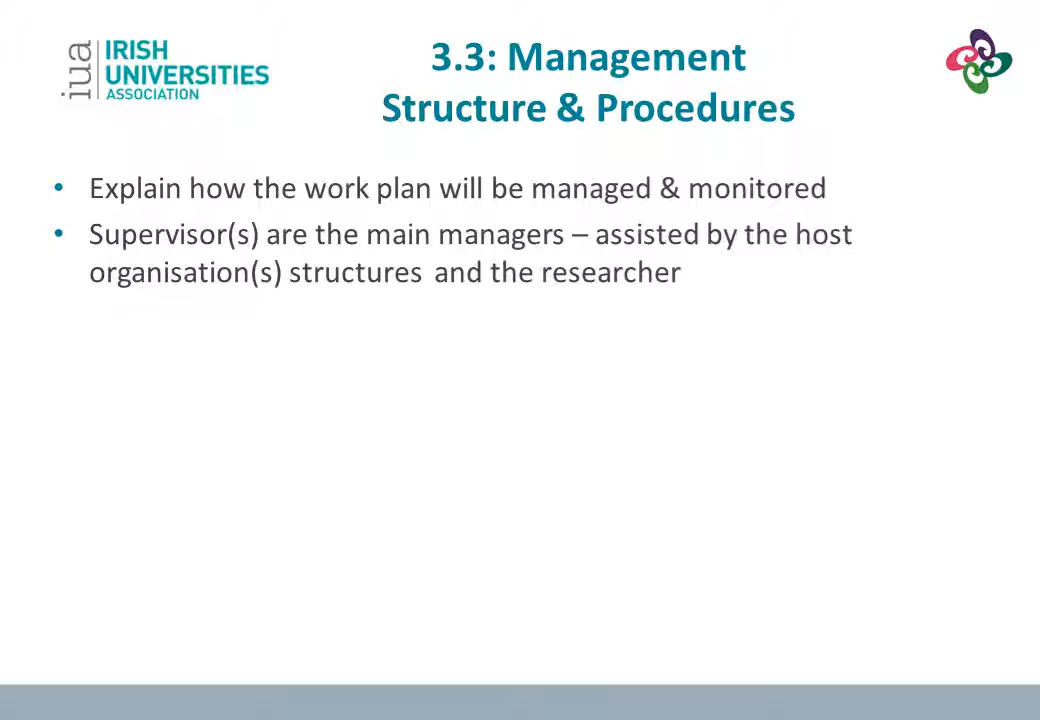 iua
IRISH
UNIVERSITIES
ASSOCIATION
3.3: Management
Structure & Procedures
• Explain how the work plan will be managed & monitored
• Supervisor(s) are the main managers – assisted by the host
organisation(s) structures and the researcher